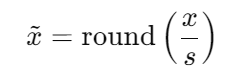 x̃ = round(x/s)